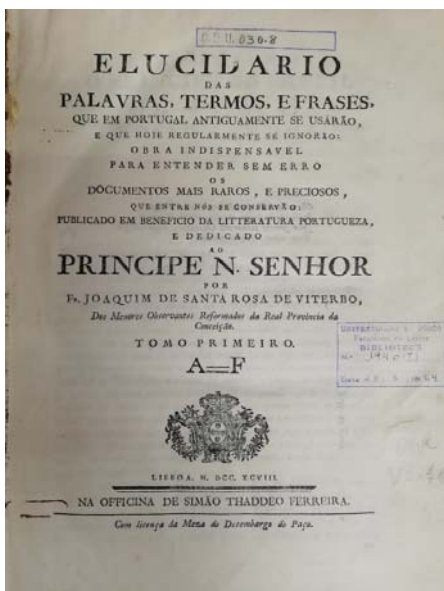 C.D.U. 030.8
ELUCIDARIO
DAS
PALAVRAS, TERMOS, E FRASES,
QUE EM PORTUGAL ANTIGUAMENTE SE USÁRÃO,
E QUE HOJE REGULARMENTE SE IGNORÃO:
OBRA INDISPENSAVEL
PARA ENTENDER SEM ERRO
OS
DOCUMENTOS MAIS RAROS, E PRECIOSOS,
QUE ENTRE NÓS SE CONSERVÃO:
PUBLICADO EM BENEFICIO DA LITTERATURA PORTUGUEZA,
E DEDICADO
AO
PRINCIPE N. SENHOR
POR
Fr. JOAQUIM DE SANTA ROSA DE VITERBO,
Dos Menores Observantes Reformados da Real Provincia da
Conceição.
TOMO PRIMEIRO.
A=F
BIBLIOTECA
LISBOA, M. DCC. XCVIII.
NA OFFICINA DE SIMÃO THADDEO FERREIRA.
Com licença da Meza do Desembargo do Paço.